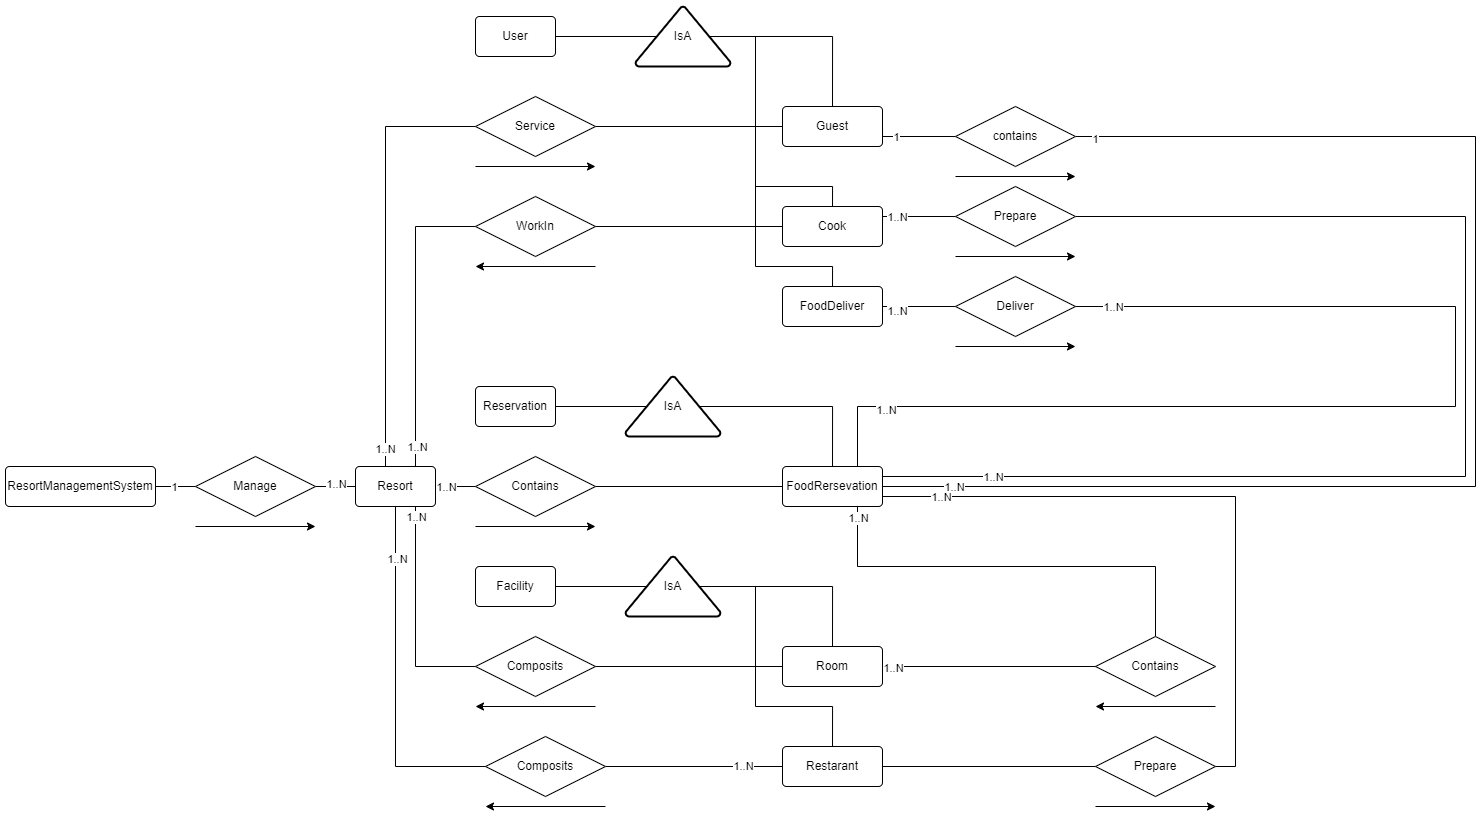 User
IsA
Service
Guest
1
contains
1
WorkIn
Cook
1..N
Prepare
FoodDeliver
1..N
Deliver
1..N
Reservation
IsA
1..N
1..N
1..N
ResortManagementSystem
1
Manage
1..N
Resort
1..N
Contains
FoodRersevation
1..N
1..N
1..N
1..N
1..N
1..N
Facility
IsA
Composits
Room
1..N
Contains
Composits
1..N
Restarant
Prepare